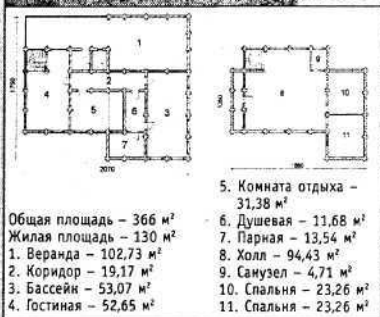 1
2
3
4
5
6
7
8
9
10
11
2010
Общая площадь – 366 м²
Жилая площадь – 130 м²
1. Веранда – 102,73 м²
2. Коридор – 19,17 м²
3. Бассейн – 53,07 м²
4. Гостиная – 52,65 м²
5. Комната отдыха –
31,38 м²
6. Душевая – 11,68 м²
7. Парная – 13,54 м²
8. Холл – 94,43 м²
9. Санузел – 4,71 м²
10. Спальня – 23,26 м²
11. Спальня – 23,26 м²